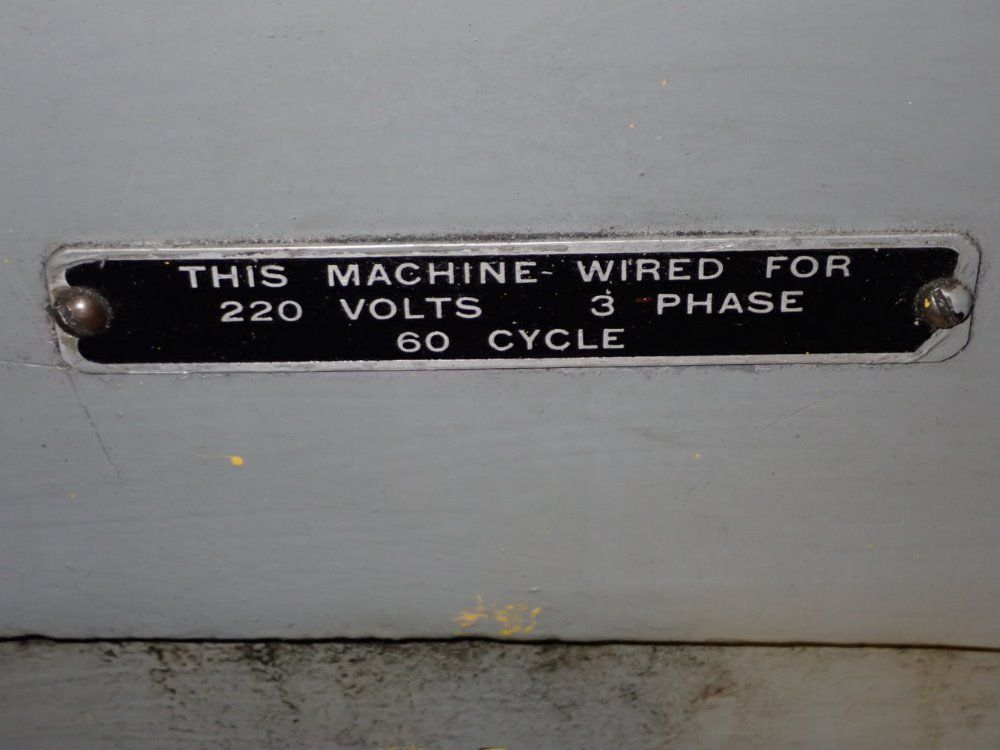 THIS MACHINE- WIRED FOR
220 VOLTS 3 PHASE
60 CYCLE